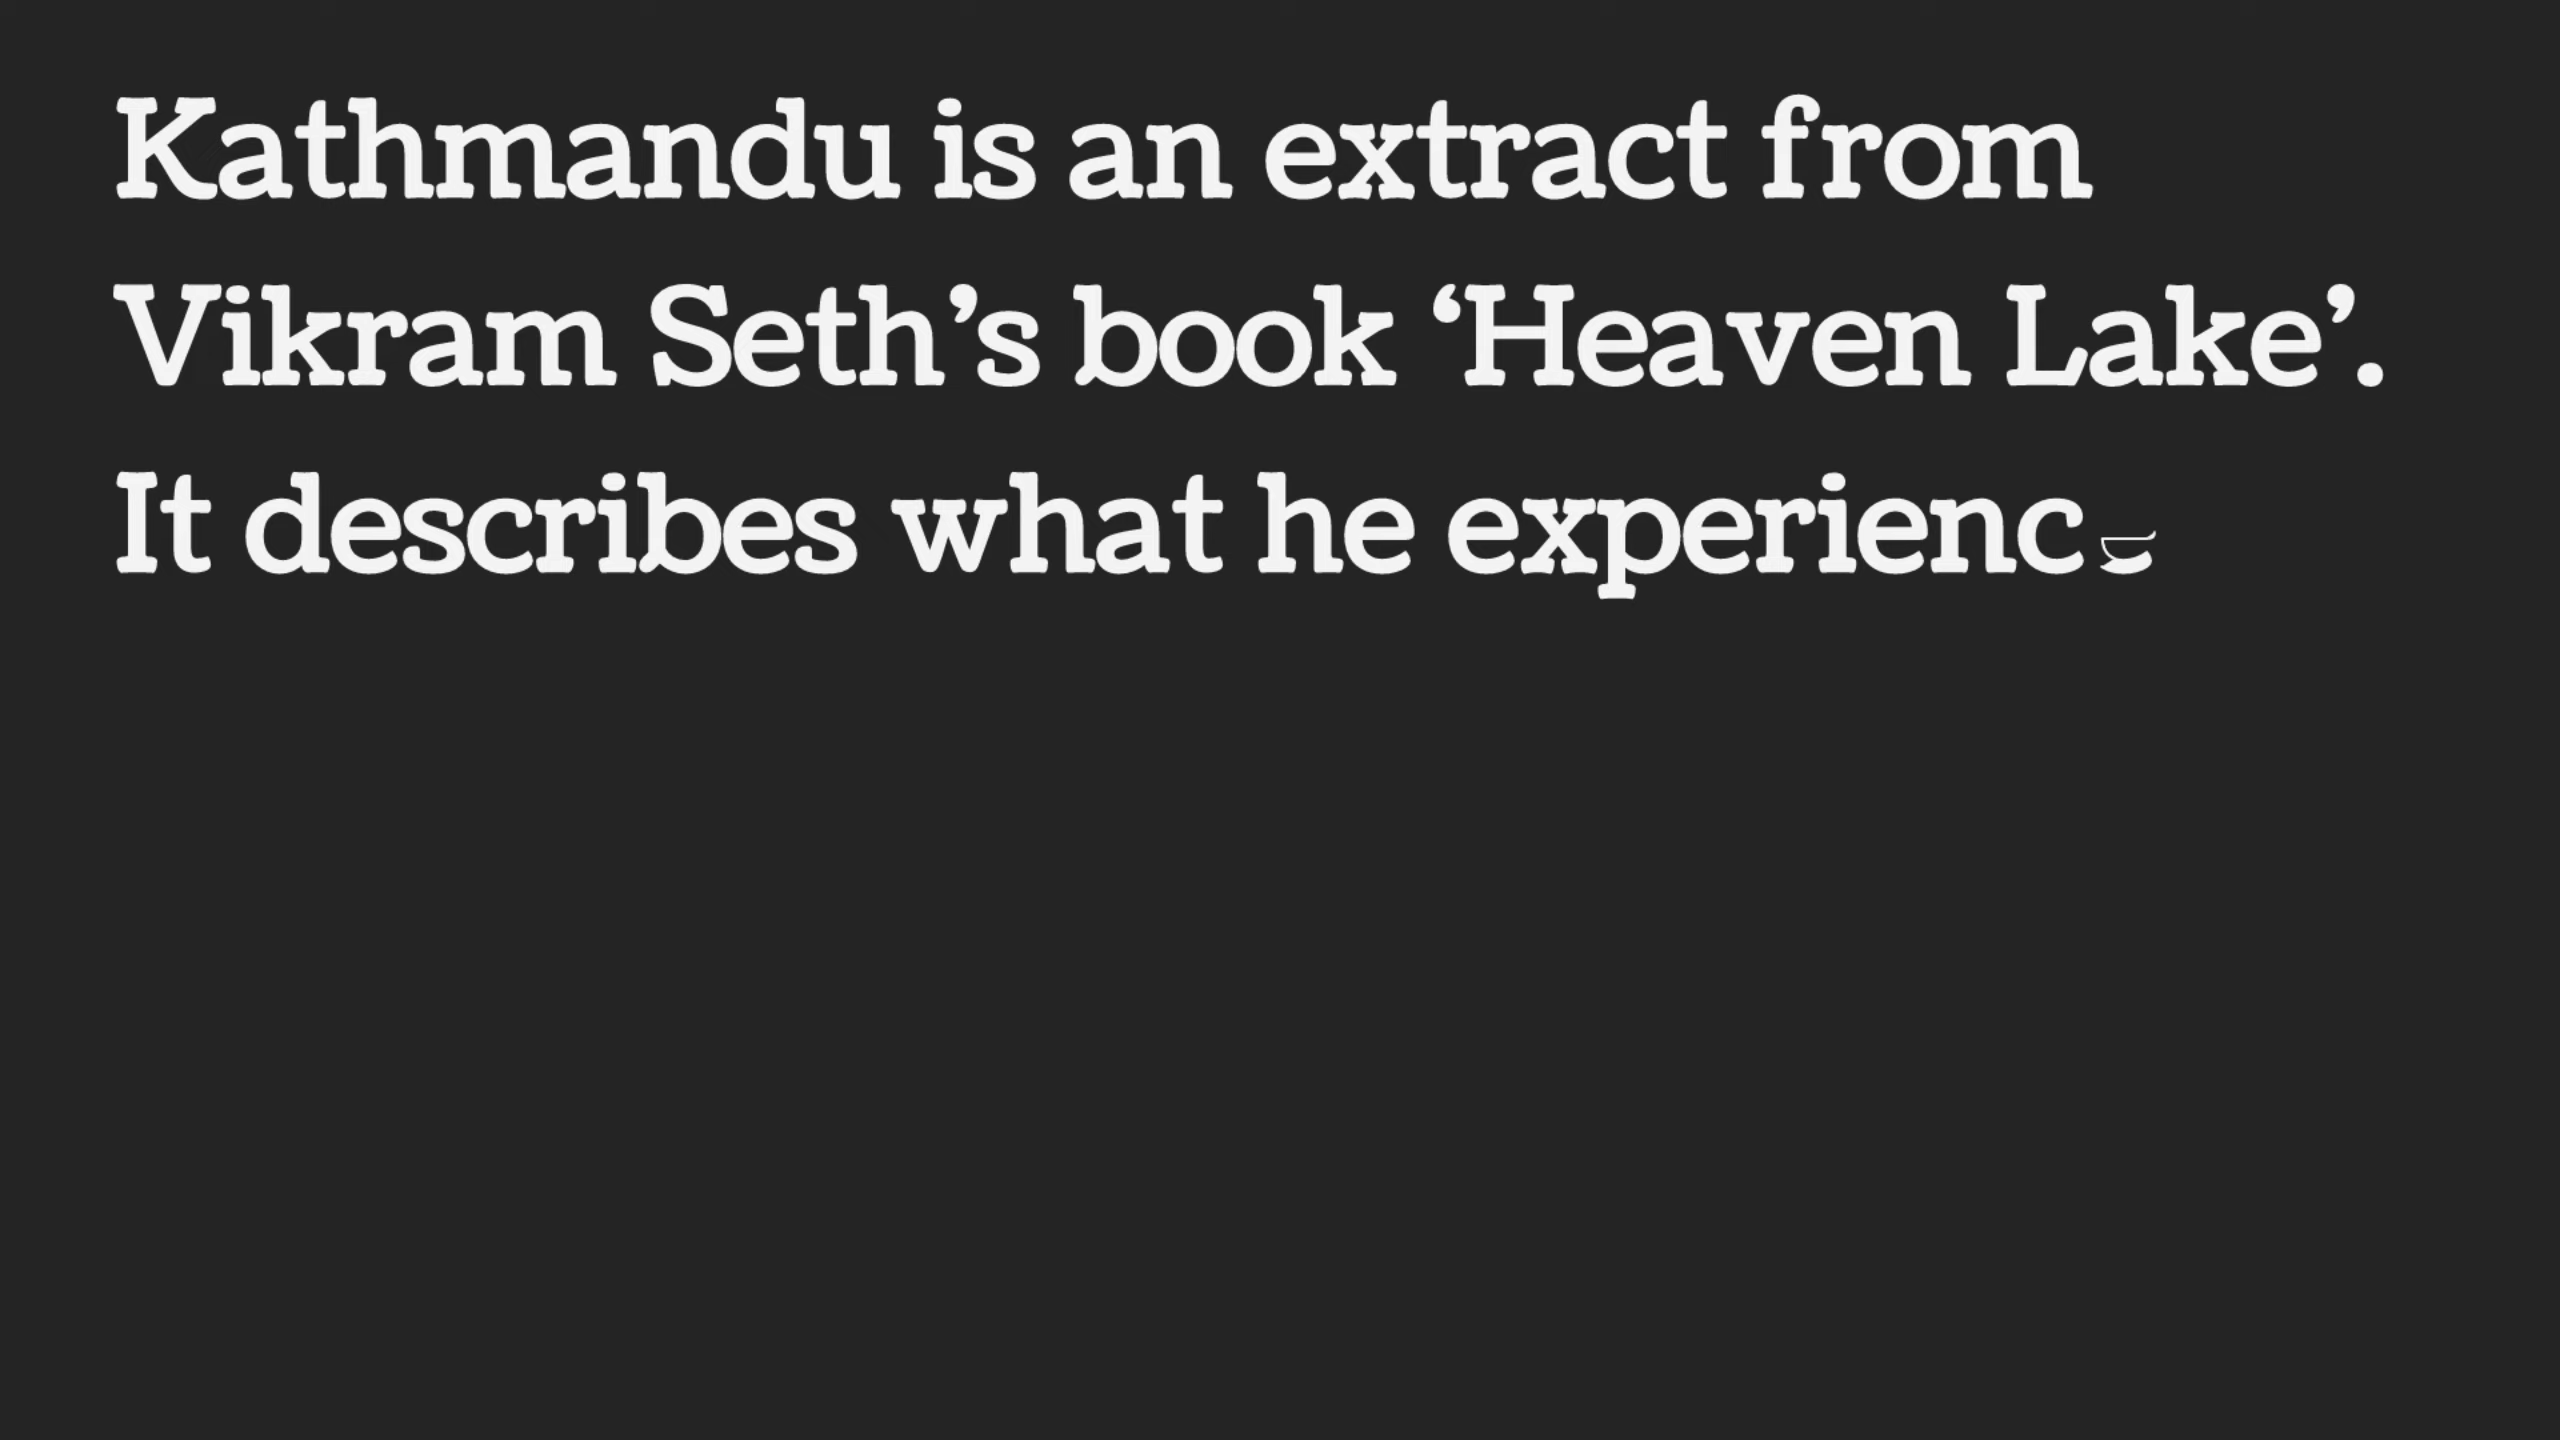 Kathmandu is an extract from
Vikram Seth’s book ‘Heaven Lake’.
It describes what he experienc